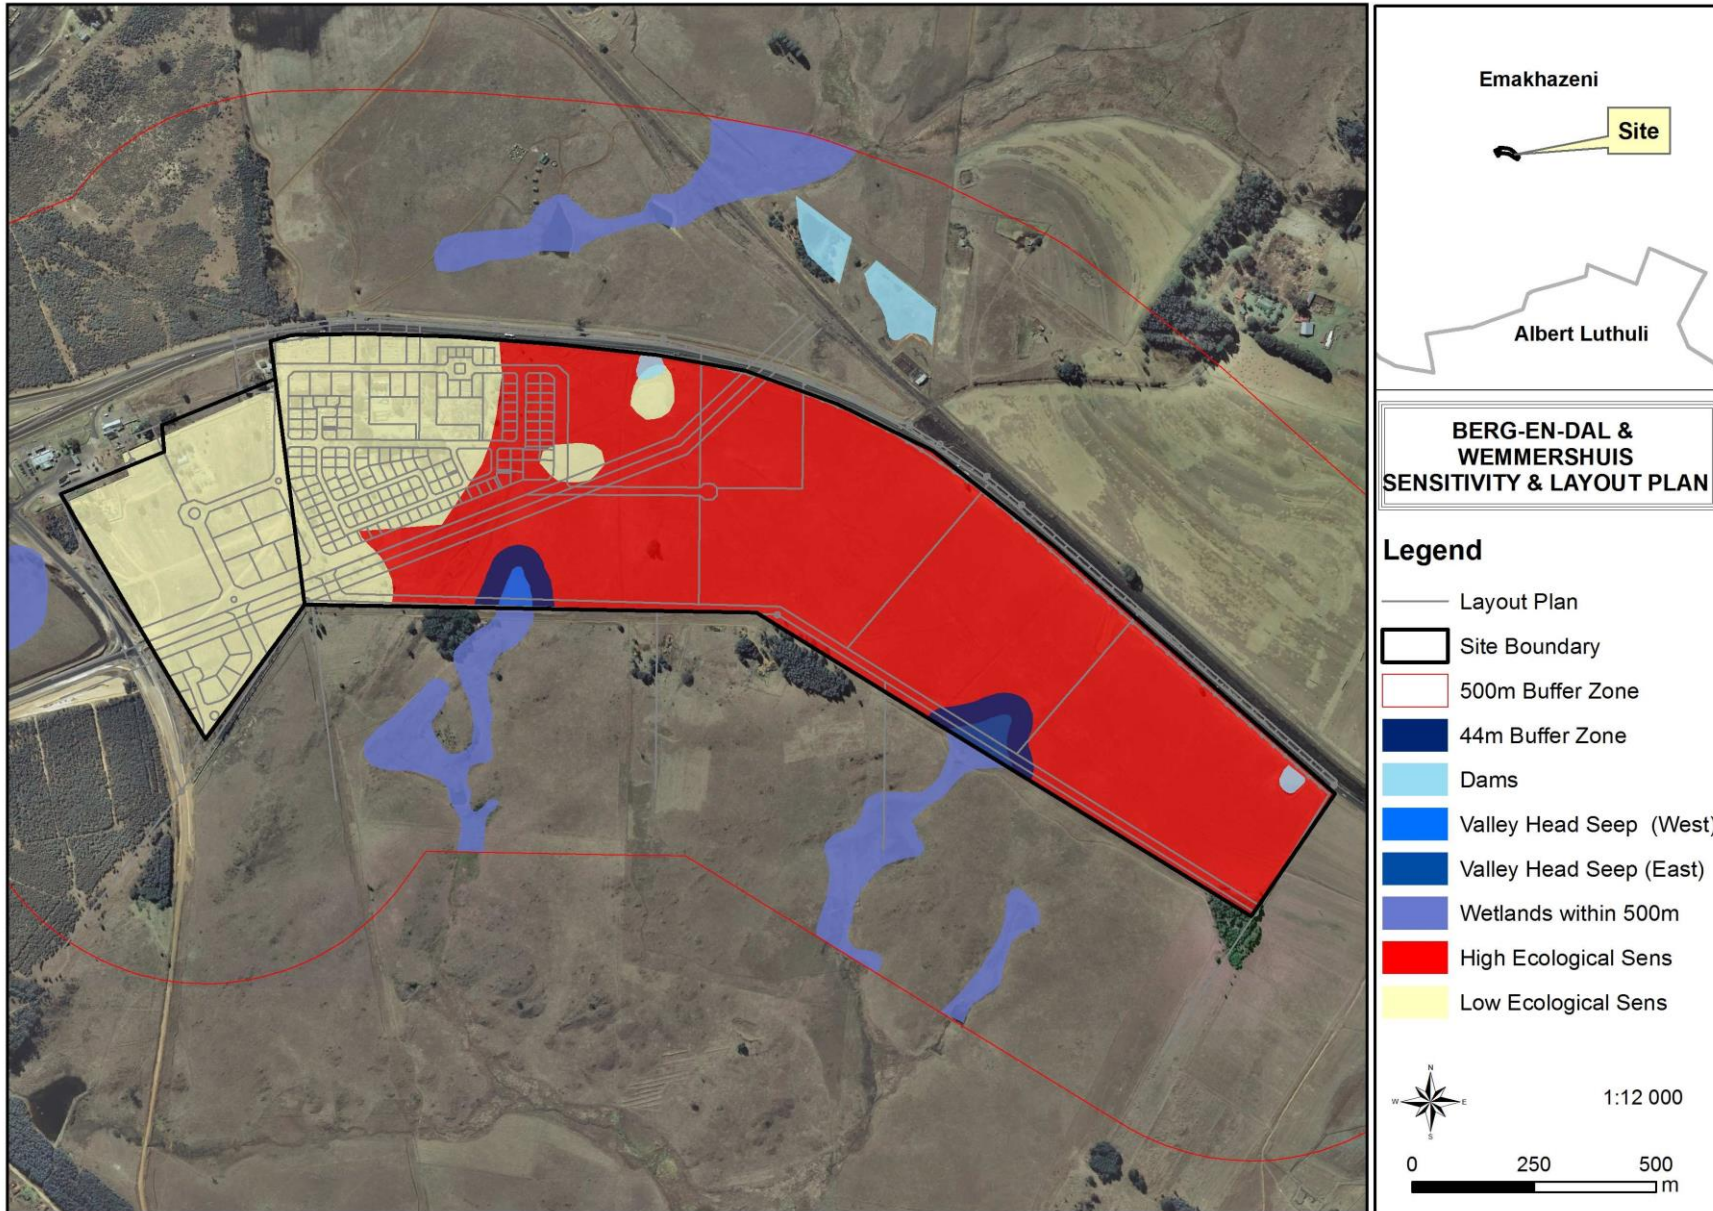 Emakhazeni
Site
Albert Luthuli
BERG-EN-DAL &
WEMMERSHUIS
SENSITIVITY & LAYOUT PLAN
Legend
Layout Plan
Site Boundary
500m Buffer Zone
44m Buffer Zone
Dams
Valley Head Seep (West)
Valley Head Seep (East)
Wetlands within 500m
High Ecological Sens
Low Ecological Sens
N
W E
S
1:12 000
0 250 500
m